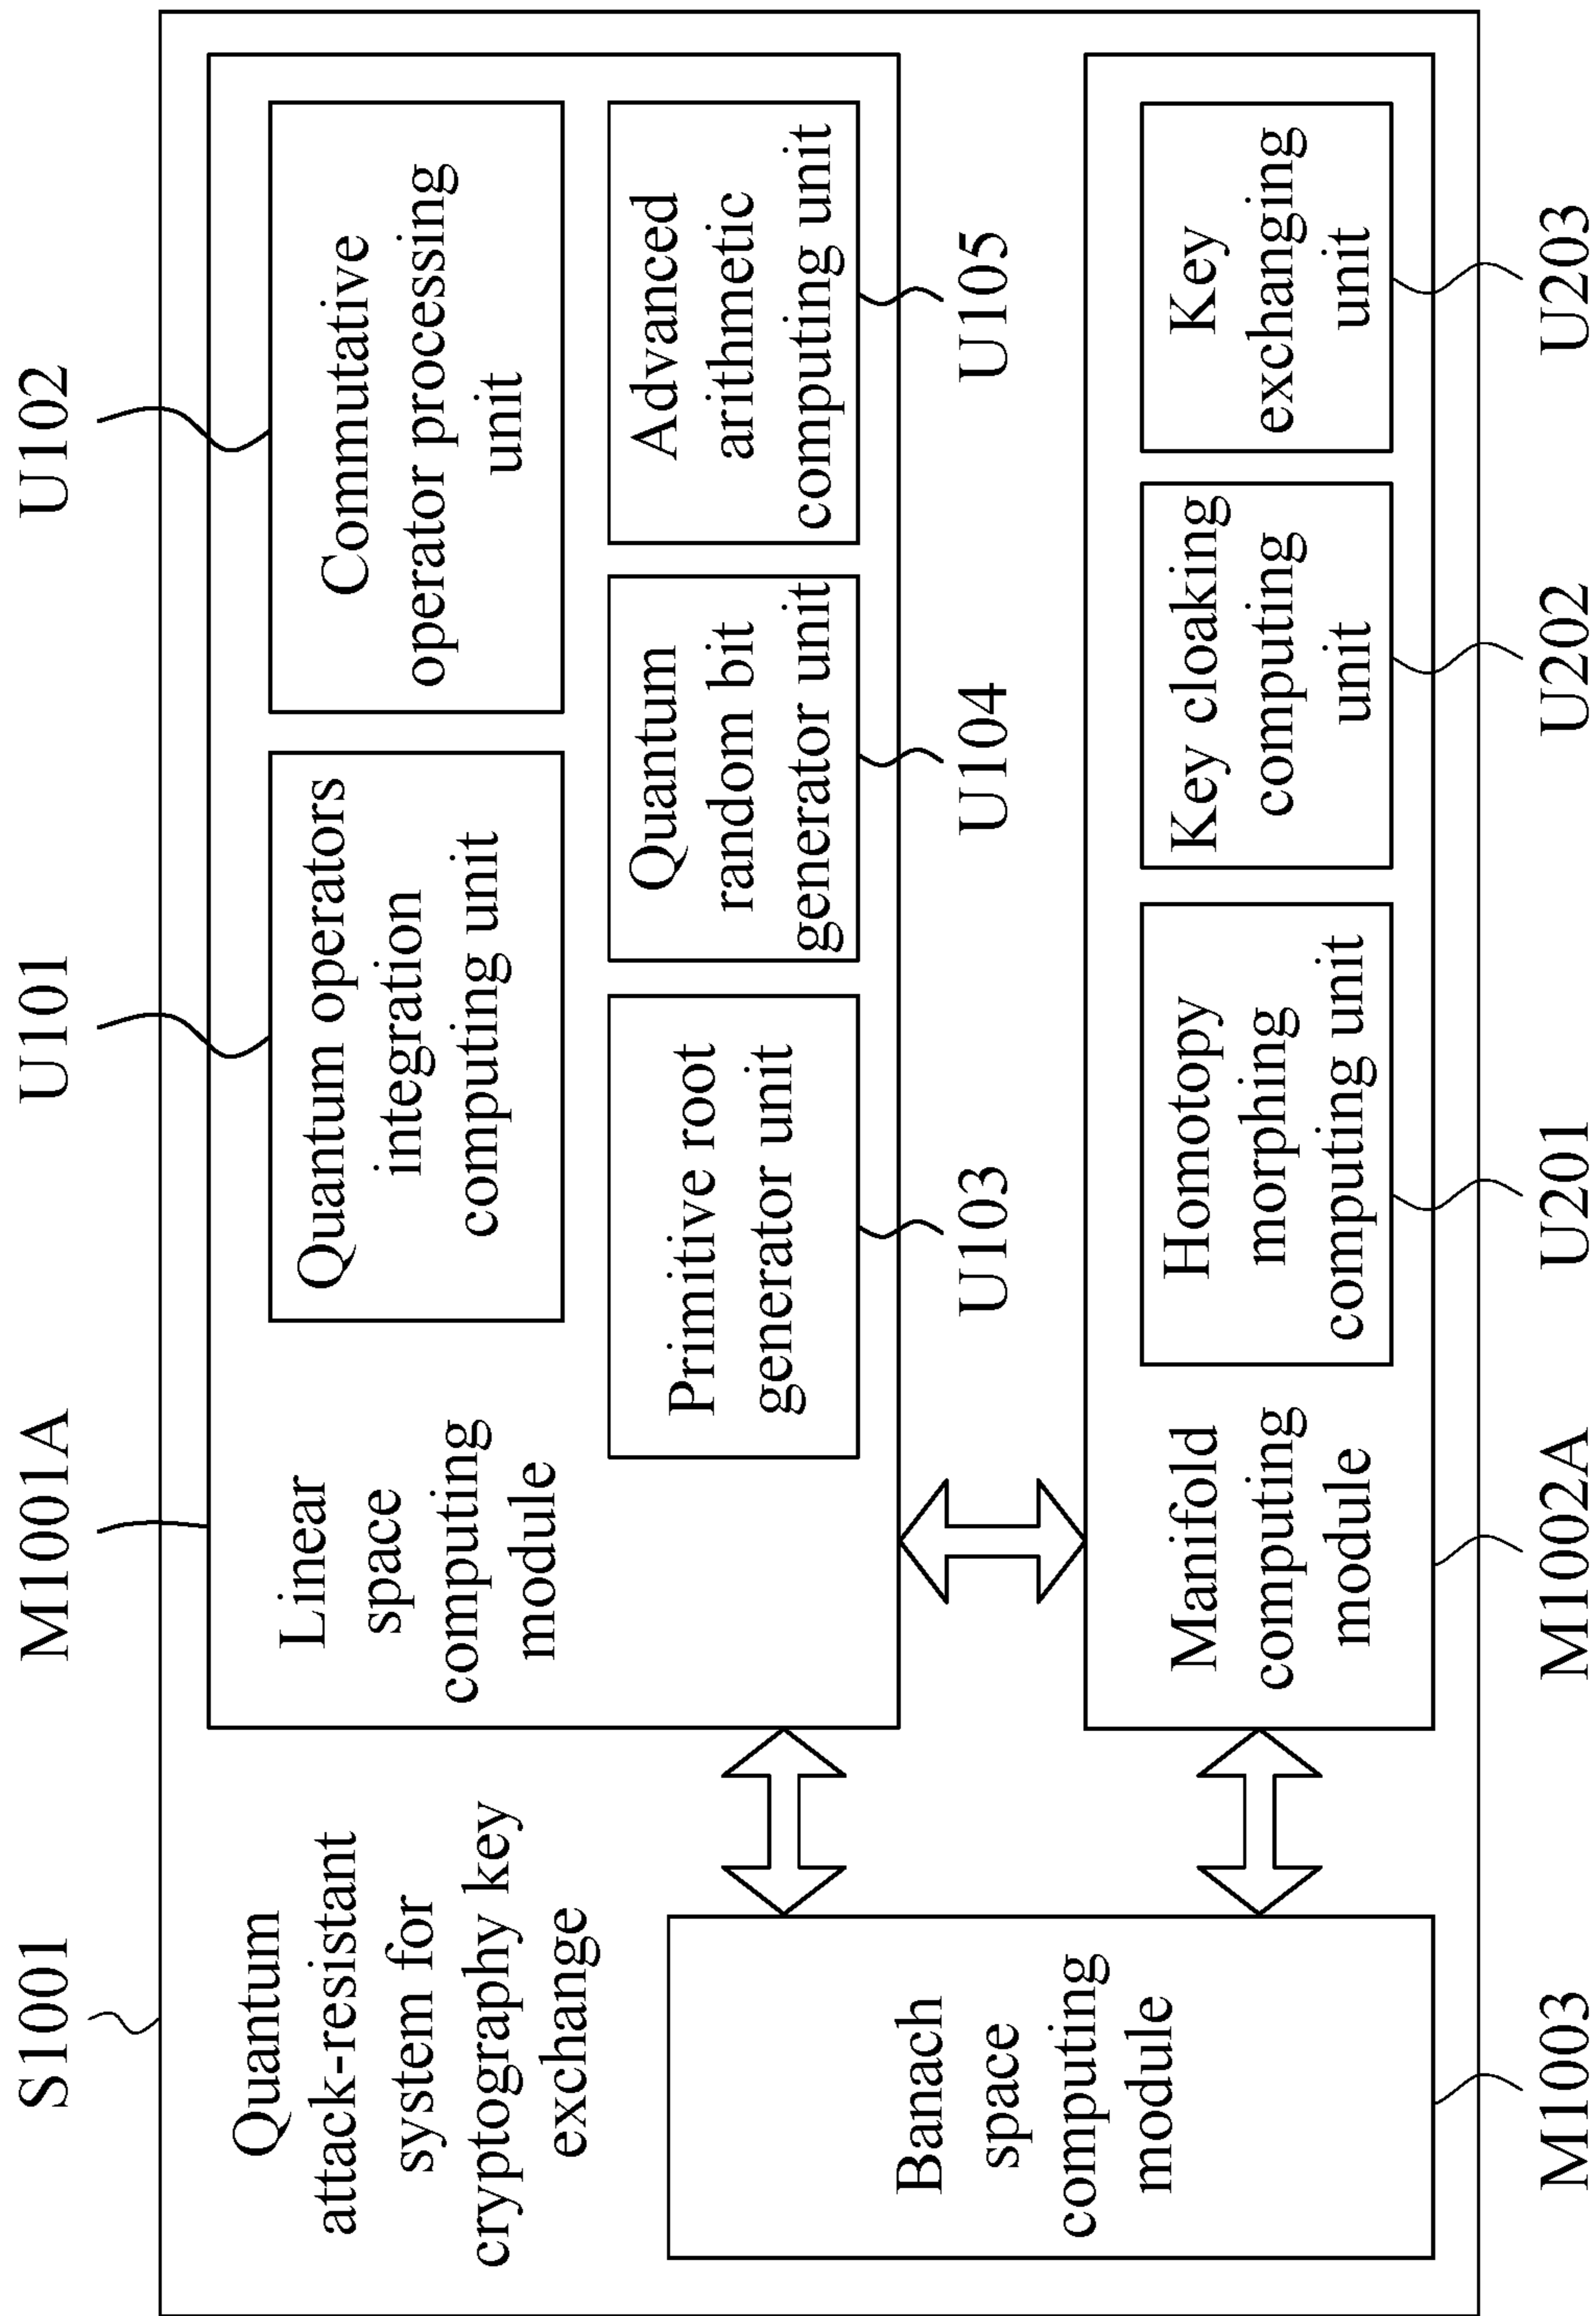 S1001
M1001A
U101
U102
Quantum
attack-resistant
system for
cryptography key
exchange
Linear
space
computing
module
Quantum operators
integration
computing unit
Commutative
operator processing
unit
Primitive root
generator unit
Quantum
random bit
generator unit
Advanced
arithmetic
computing unit
U103
U104
U105
Banach
space
computing
module
Manifold
computing
module
Homotopy
morphing
computing unit
Key cloaking
computing
unit
Key
exchanging
unit
M1003
M1002A
U201
U202
U203